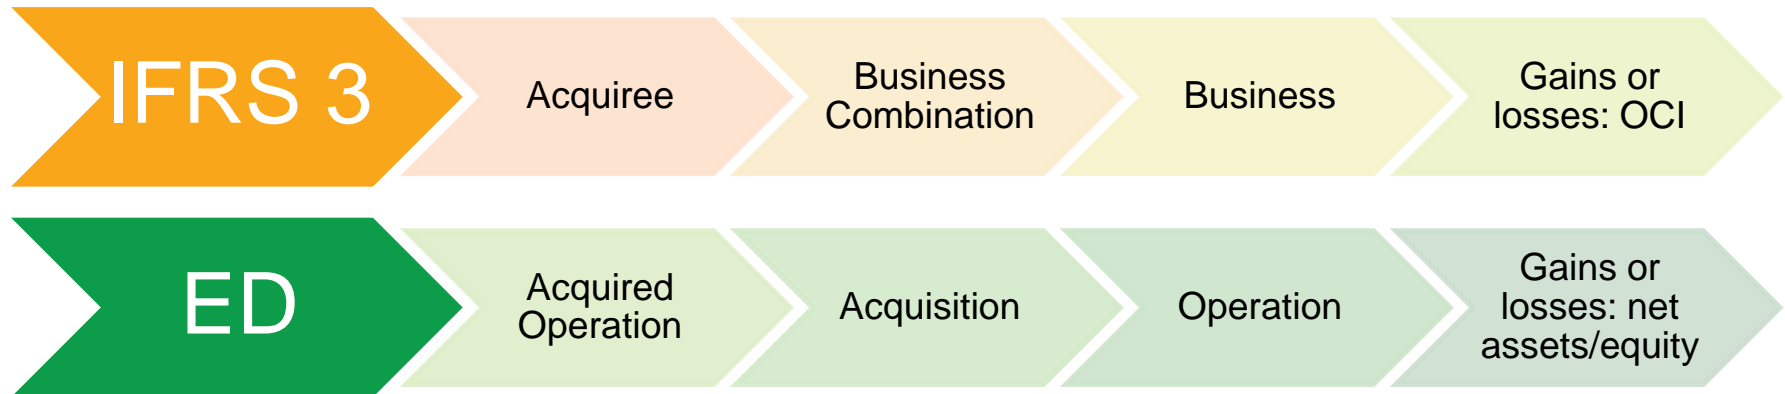 IFRS 3
Acquiree
Business
Combination
Business
Gains or
losses: OCI
ED
Acquired
Operation
Acquisition
Operation
Gains or
losses: net
assets/equity